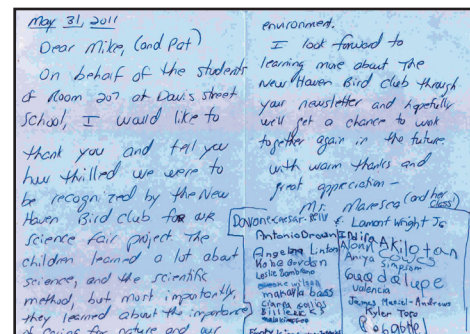 May 31, 2011
Dear Mike, (and Pat)
On behalf of the students
of Room 207 at Davis Street
School, I would like to
thank you and tell you
how thrilled we were to
be recognized by the New
Haven Bird Club for our
science fair project. The
children learned a lot about
science, and the scientific
method, but most importantly,
they learned about the importance
of caring for nature and our
environment.
I look forward to
learning more about the
New Haven Bird Club through
your newsletter and hopefully
we'll get a chance to work
together again in the future.
with warm thanks and
great appreciation—
Mr. Maresca (and her class!)
Lamont Wright Jr
Antonio
Angelina Linton
Akilotan
Aniya
Simpson
Guadalupe
Valencia
mahalia bass
James Maciel-Andrews
Kyler